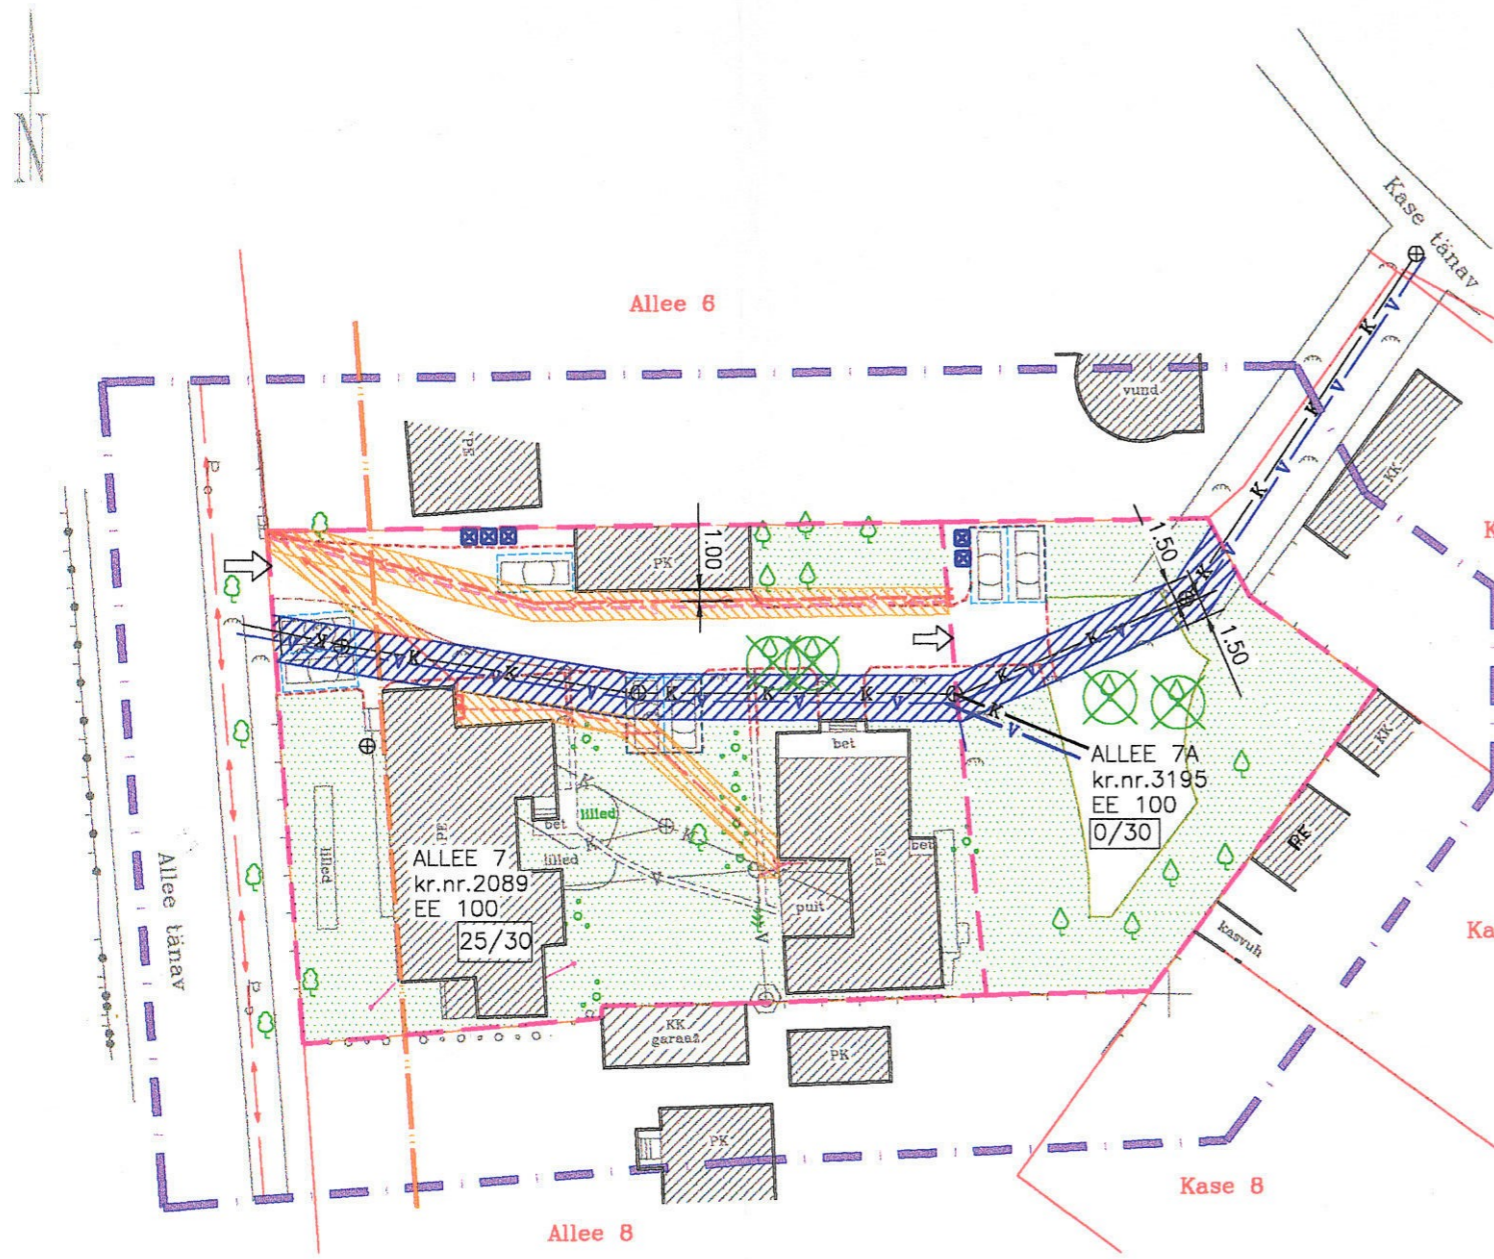 N
Kase tänav
Allee 6
vund
KK
PK
1.00
1.50
1.50
K
V
bet
ALLEE 7A
kr.nr.3195
EE 100
0/30
KK
PE
kasvuh
Ka
lilled
bet
lilled
lilled
PE
ALLEE 7
kr.nr.2089
EE 100
25/30
PE
bet
puit
Allee tänav
KK
garaaž
PK
PK
Kase 8
Allee 8